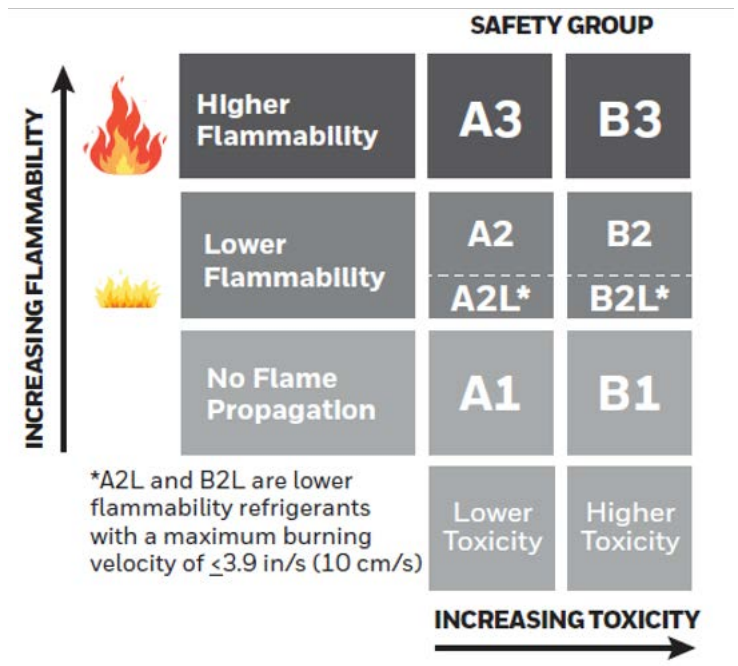 SAFETY GROUP
INCREASING FLAMMABILITY
Higher
Flammability
A3
B3
Lower
Flammability
A2
B2
A2L*
B2L*
No Flame
Propagation
A1
B1
*A2L and B2L are lower
flammability refrigerants
with a maximum burning
velocity of ≤3.9 in/s (10 cm/s)
Lower
Toxicity
Higher
Toxicity
INCREASING TOXICITY